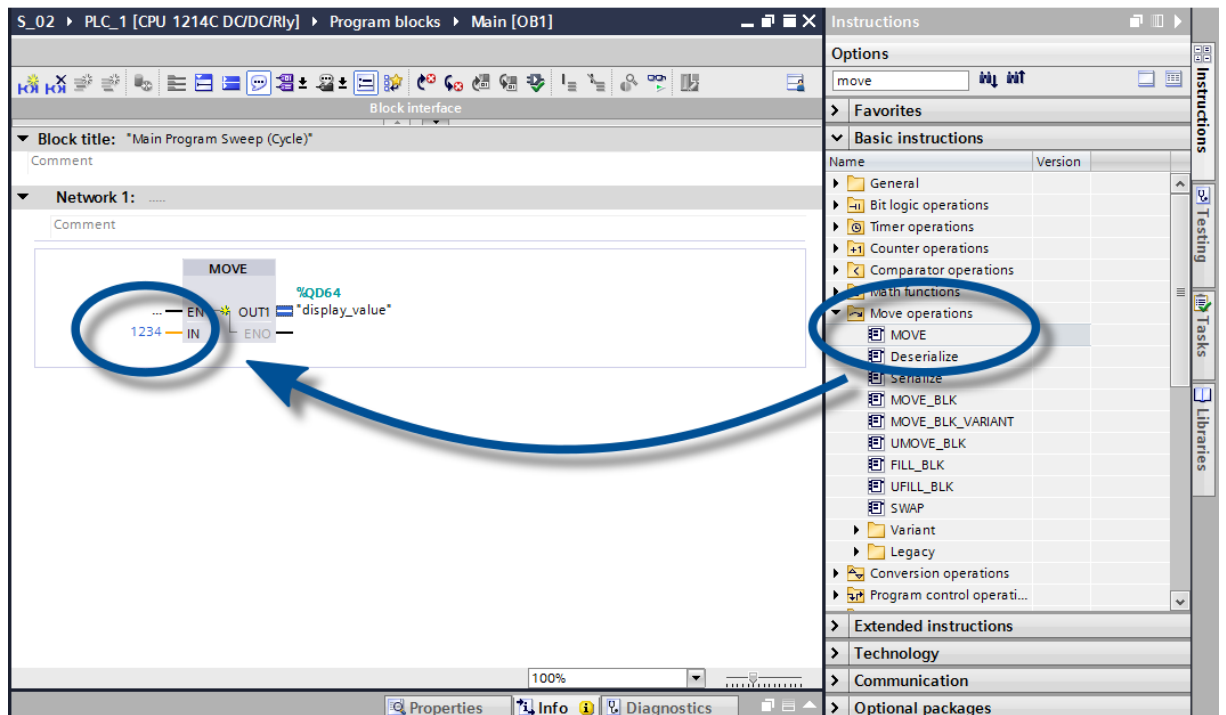 S_02 ▸ PLC_1 [CPU 1214C DC/DC/Rly] ▸ Program blocks ▸ Main [OB1]
Block interface
Block title: "Main Program Sweep (Cycle)"
Comment
Network 1: .....
Comment
MOVE
%QD64
... EN OUT1 "display_value"
1234 IN ENO
100%
Properties Info Diagnostics
Instructions
Options
move
Favorites
Basic instructions
Name Version
General
Bit logic operations
Timer operations
Counter operations
Comparator operations
Math functions
Move operations
MOVE
Deserialize
Serialize
MOVE_BLK
MOVE_BLK_VARIANT
UMOVE_BLK
FILL_BLK
UFILL_BLK
SWAP
Variant
Legacy
Conversion operations
Program control operati...
Extended instructions
Technology
Communication
Optional packages
Instructions
Testing
Tasks
Libraries